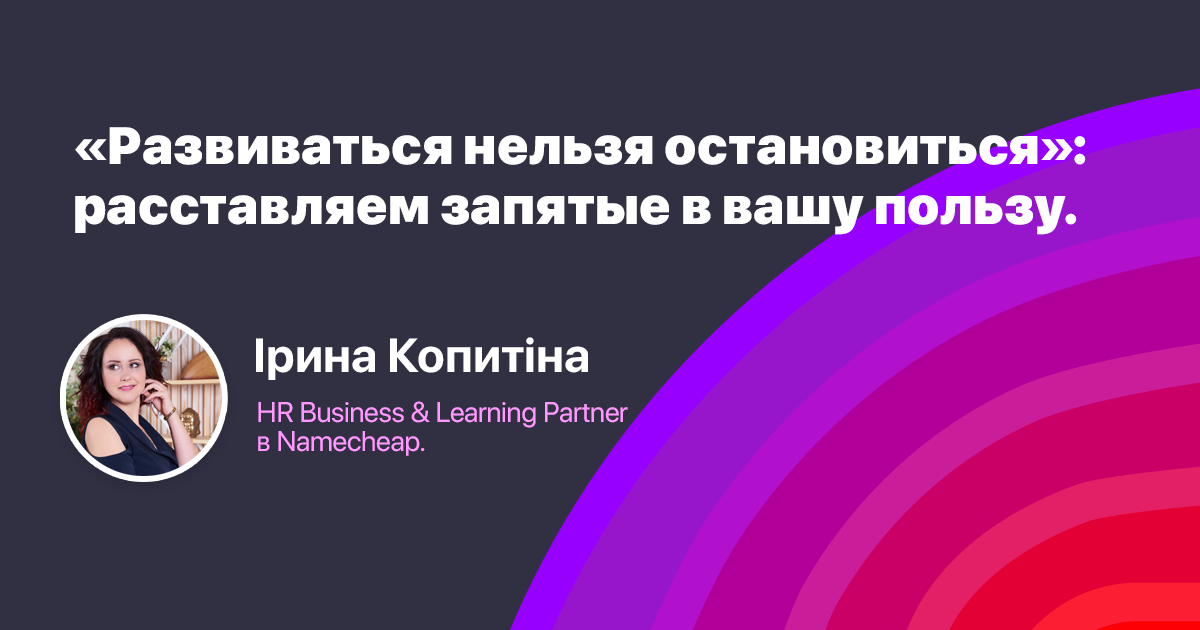 «Развиваться нельзя остановиться»:
расставляем запятые в вашу пользу.
Ірина Копитіна
HR Business & Learning Partner
в Namecheap.